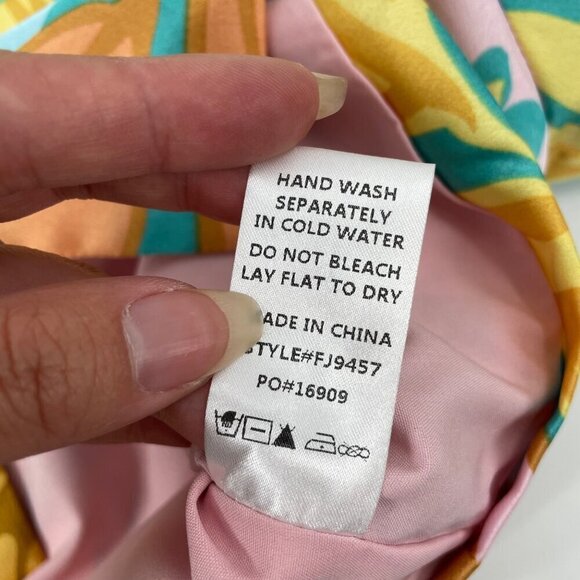 HAND WASH
SEPARATELY
IN COLD WATER
DO NOT BLEACH
LAY FLAT TO DRY
ADE IN CHINA
STYLE#FJ9457
PO#16909